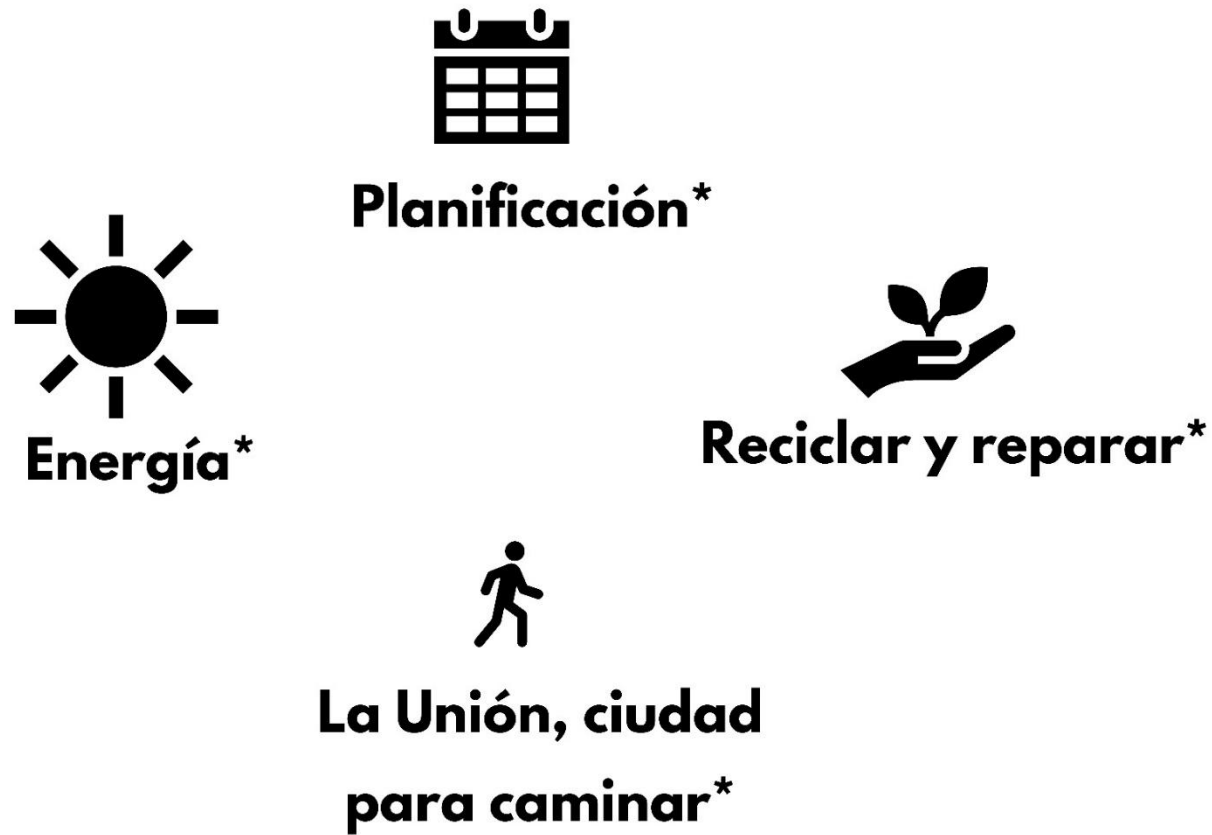 Planificación*
Energía*
Reciclar y reparar*
La Unión, ciudad
para caminar*